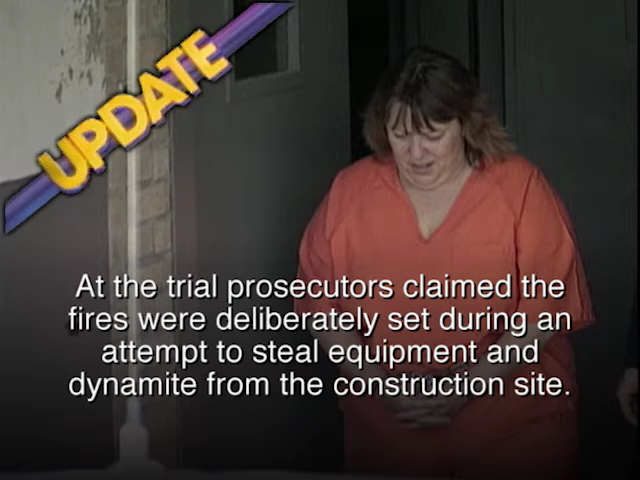 UPDATE
At the trial prosecutors claimed the
fires were deliberately set during an
attempt to steal equipment and
dynamite from the construction site.